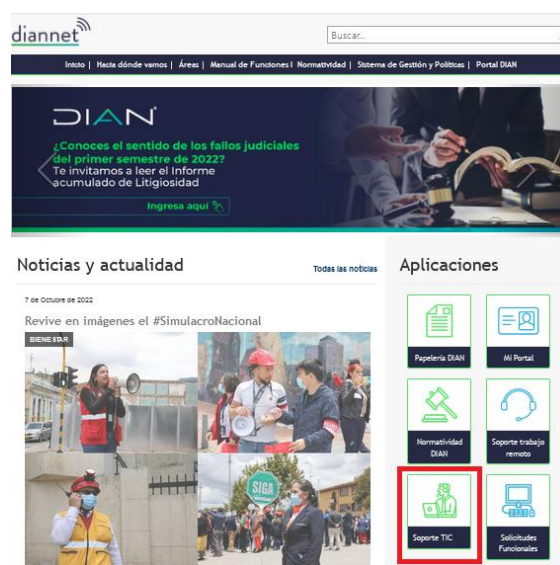 diannet
Buscar...
Inicio | Hacia dónde vamos | Áreas | Manual de Funciones I Normatividad | Sistema de Gestión y Políticas | Portal DIAN
DIAN
¿Conoces el sentido de los fallos judiciales
del primer semestre de 2022?
Te invitamos a leer el Informe
acumulado de Litigiosidad
Ingresa aquí
Noticias y actualidad
Todas las noticias
7 de Octubre de 2022
Revive en imágenes el #SimulacroNacional
BIENESTAR
SIGA
Aplicaciones
Papelería DIAN
Mi Portal
Normatividad
DIAN
Soporte trabajo
remoto
Soporte TIC
Solicitudes
Funcionales